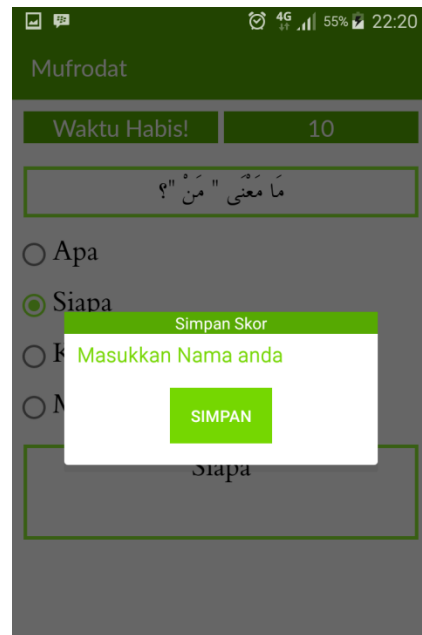 4G 55% 22:20
Mufrodat
Waktu Habis! 10
مَا مَعْنَى " مَنْ "؟
Apa
Siapa
Simpan Skor
Masukkan Nama anda
SIMPAN
Siapa